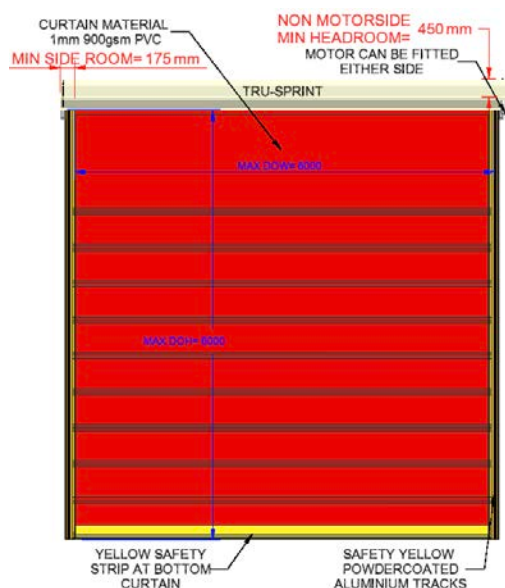 CURTAIN MATERIAL
1mm 900gsm PVC
MIN SIDE ROOM= 175 mm
NON MOTORSIDE
MIN HEADROOM= 450 mm
MOTOR CAN BE FITTED
EITHER SIDE
TRU-SPRINT
MAX DOW= 6000
MAX DOH= 6000
YELLOW SAFETY
STRIP AT BOTTOM
CURTAIN
SAFETY YELLOW
POWDERCOATED
ALUMINIUM TRACKS